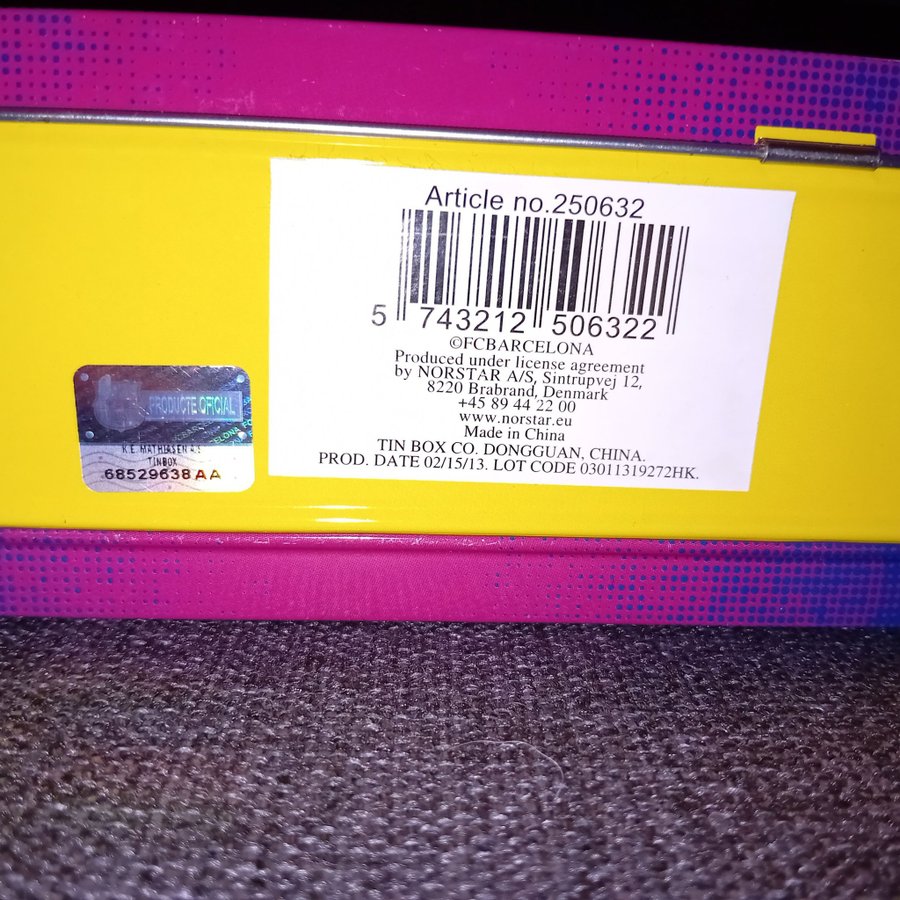 Article no.250632
5 743212 506322
©FCBARCELONA
Produced under license agreement
by NORSTAR A/S, Sintrupvej 12,
8220 Brabrand, Denmark
+45 89 44 22 00
www.norstar.eu
Made in China
TIN BOX CO. DONGGUAN, CHINA.
PROD. DATE 02/15/13. LOT CODE 03011319272HK.
PRODUCTE OFICIAL
K.E. MATHIASEN A/S
TINBOX
68529638AA